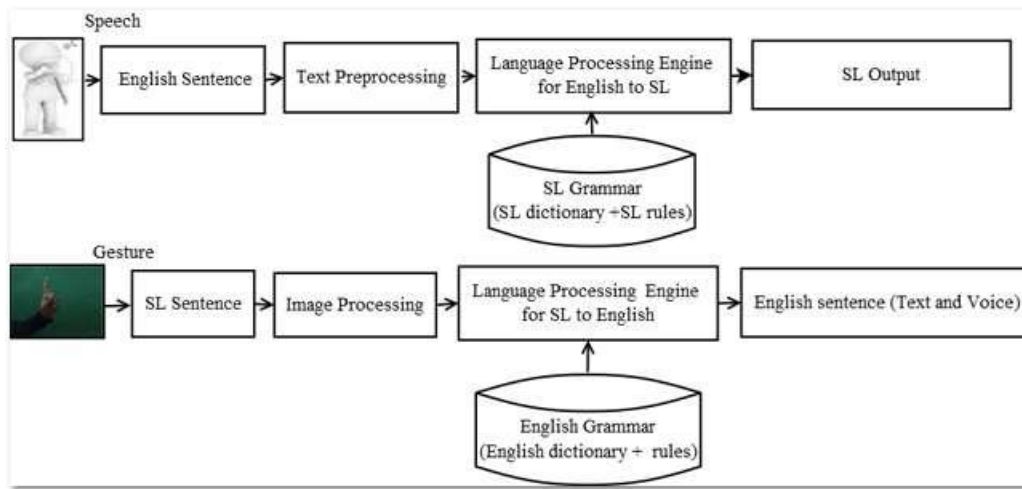 Speech
English Sentence
Text Preprocessing
Language Processing Engine
for English to SL
SL Output
SL Grammar
(SL dictionary +SL rules)
Gesture
SL Sentence
Image Processing
Language Processing Engine
for SL to English
English sentence (Text and Voice)
English Grammar
(English dictionary + rules)